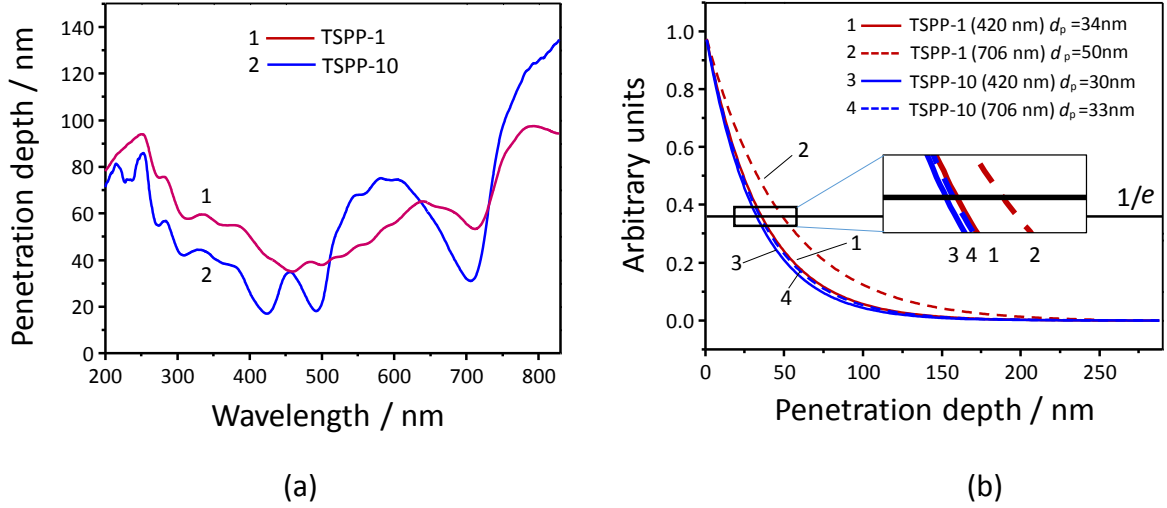 140
120
100
80
60
40
20
0
200
300
400
500
600
700
800
Penetration depth / nm
Wavelength / nm
1 TSPP-1
2 TSPP-10
1
2
(a)
1.0
0.8
0.6
0.4
0.2
0.0
0
50
100
150
200
250
Arbitrary units
Penetration depth / nm
1 TSPP-1 (420 nm) dp=34nm
2 TSPP-1 (706 nm) dp=50nm
3 TSPP-10 (420 nm) dp=30nm
4 TSPP-10 (706 nm) dp=33nm
2
1/e
3 4 1 2
1
3
4
(b)